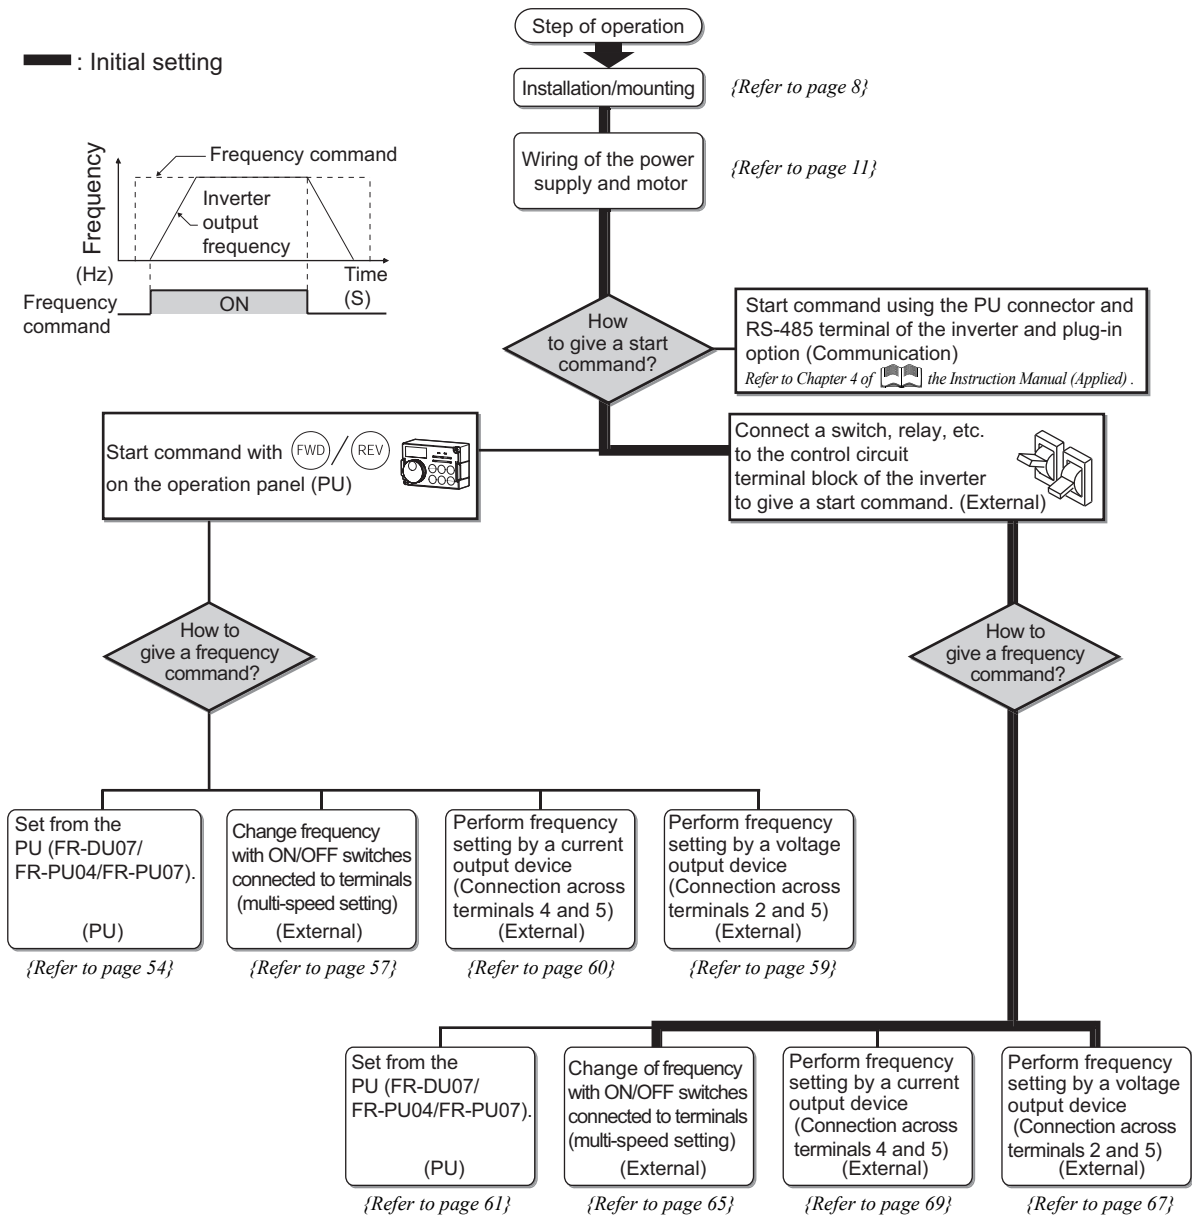 Step of operation
: Initial setting
Installation/mounting
{Refer to page 8}
Wiring of the power
supply and motor
{Refer to page 11}
Frequency
(Hz)
Frequency command
Inverter
output
frequency
Time
(S)
Frequency
command
ON
How
to give a start
command?
Start command using the PU connector and
RS-485 terminal of the inverter and plug-in
option (Communication)
Refer to Chapter 4 of the Instruction Manual (Applied) .
Start command with FWD / REV
on the operation panel (PU)
Connect a switch, relay, etc.
to the control circuit
terminal block of the inverter
to give a start command. (External)
How to
give a frequency
command?
How to
give a frequency
command?
Set from the
PU (FR-DU07/
FR-PU04/FR-PU07).
(PU)
{Refer to page 54}
Change frequency
with ON/OFF switches
connected to terminals
(multi-speed setting)
(External)
{Refer to page 57}
Perform frequency
setting by a current
output device
(Connection across
terminals 4 and 5)
(External)
{Refer to page 60}
Perform frequency
setting by a voltage
output device
(Connection across
terminals 2 and 5)
(External)
{Refer to page 59}
Set from the
PU (FR-DU07/
FR-PU04/FR-PU07).
(PU)
{Refer to page 61}
Change of frequency
with ON/OFF switches
connected to terminals
(multi-speed setting)
(External)
{Refer to page 65}
Perform frequency
setting by a current
output device
(Connection across
terminals 4 and 5)
(External)
{Refer to page 69}
Perform frequency
setting by a voltage
output device
(Connection across
terminals 2 and 5)
(External)
{Refer to page 67}